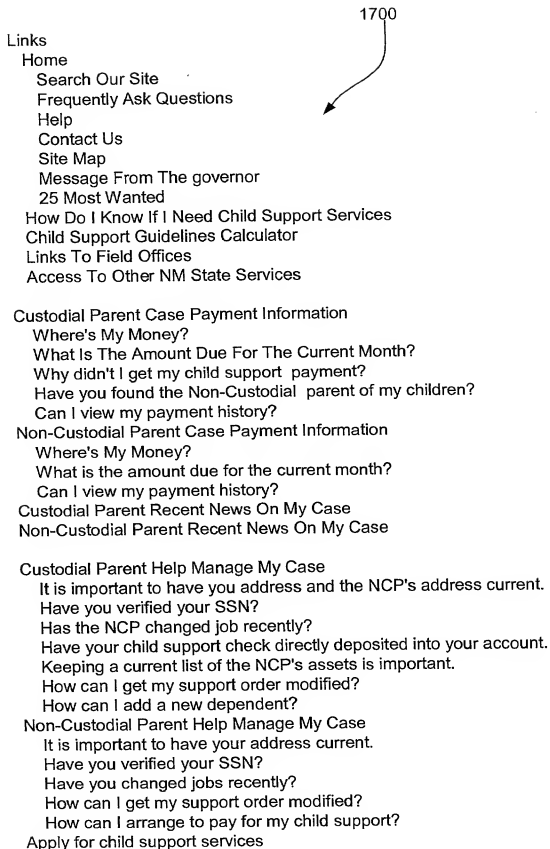 1700
Links
Home
Search Our Site
Frequently Ask Questions
Help
Contact Us
Site Map
Message From The governor
25 Most Wanted
How Do I Know If I Need Child Support Services
Child Support Guidelines Calculator
Links To Field Offices
Access To Other NM State Services
Custodial Parent Case Payment Information
Where's My Money?
What Is The Amount Due For The Current Month?
Why didn't I get my child support payment?
Have you found the Non-Custodial parent of my children?
Can I view my payment history?
Non-Custodial Parent Case Payment Information
Where's My Money?
What is the amount due for the current month?
Can I view my payment history?
Custodial Parent Recent News On My Case
Non-Custodial Parent Recent News On My Case
Custodial Parent Help Manage My Case
It is important to have you address and the NCP's address current.
Have you verified your SSN?
Has the NCP changed job recently?
Have your child support check directly deposited into your account.
Keeping a current list of the NCP's assets is important.
How can I get my support order modified?
How can I add a new dependent?
Non-Custodial Parent Help Manage My Case
It is important to have your address current.
Have you verified your SSN?
Have you changed jobs recently?
How can I get my support order modified?
How can I arrange to pay for my child support?
Apply for child support services